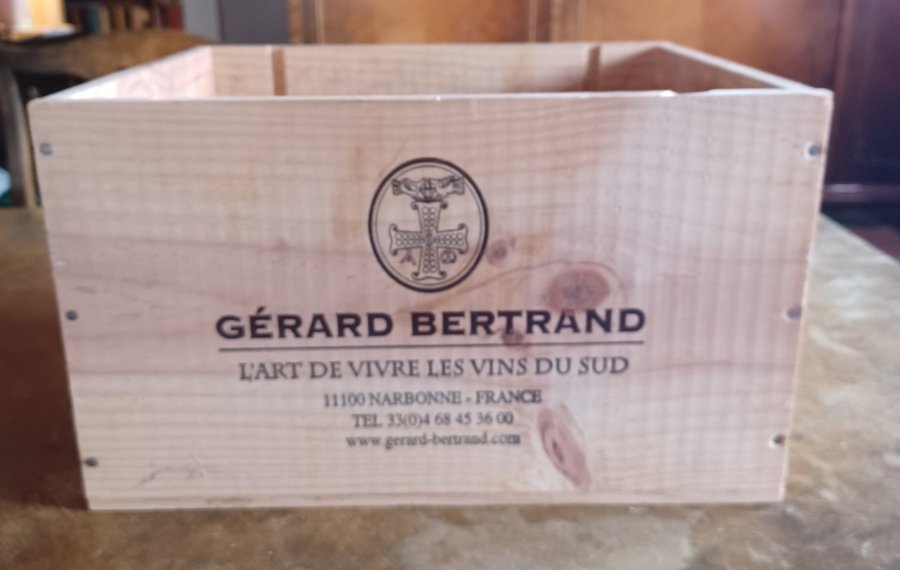 GÉRARD BERTRAND
L'ART DE VIVRE LES VINS DU SUD
11100 NARBONNE - FRANCE
TEL 33(0)4 68 45 36 00
www.gerard-bertrand.com